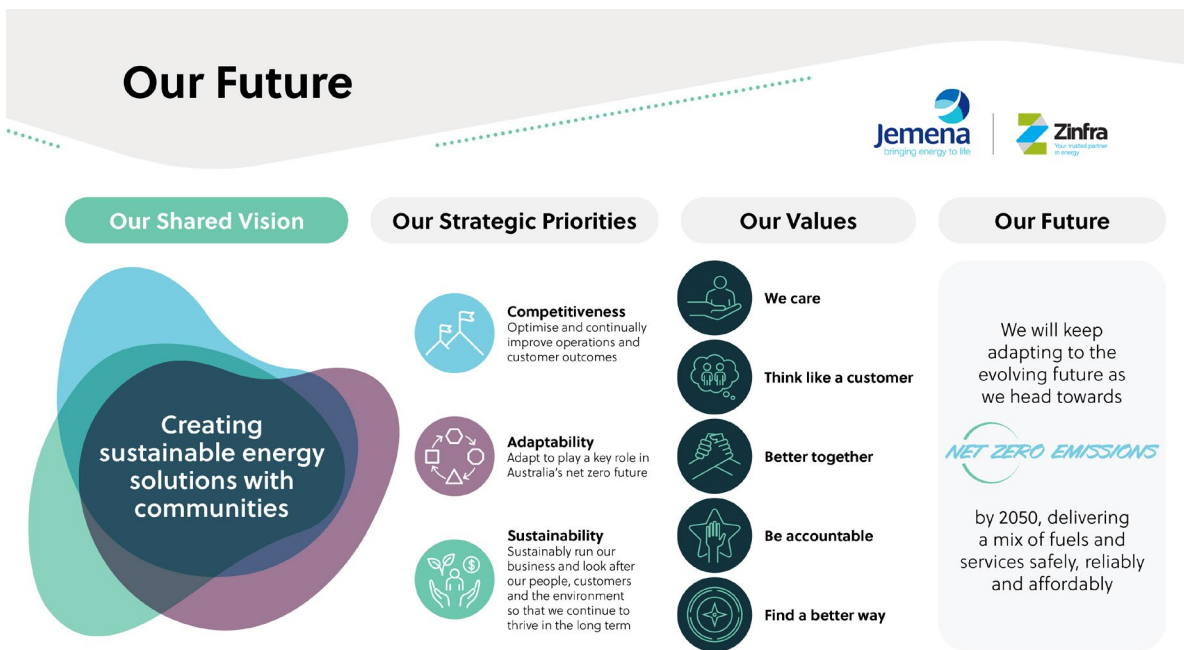 Our Future
Jemena
bringing energy to life
Zinfra
Your trusted partner
in energy
Our Shared Vision
Creating
sustainable energy
solutions with
communities
Our Strategic Priorities
Competitiveness
Optimise and continually
improve operations and
customer outcomes
Adaptability
Adapt to play a key role in
Australia's net zero future
Sustainability
Sustainably run our
business and look after
our people, customers
and the environment
so that we continue to
thrive in the long term
Our Values
We care
Think like a customer
Better together
Be accountable
Find a better way
Our Future
We will keep
adapting to the
evolving future as
we head towards
NET ZERO EMISSIONS
by 2050, delivering
a mix of fuels and
services safely, reliably
and affordably